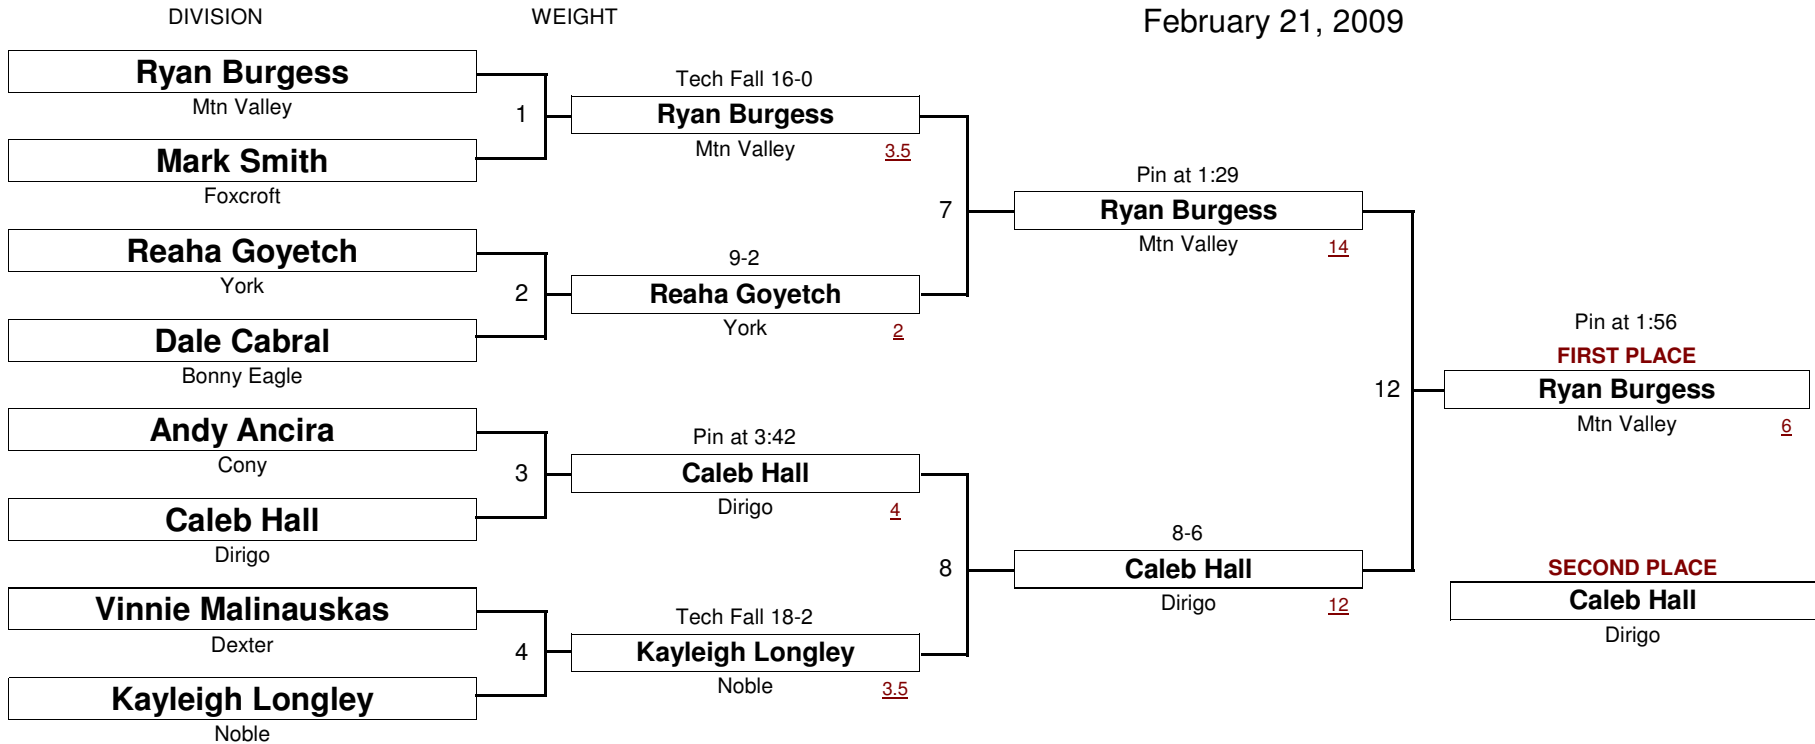 DIVISION
WEIGHT
February 21, 2009
Ryan Burgess
Mtn Valley
1
Mark Smith
Foxcroft
Reaha Goyetch
York
2
Dale Cabral
Bonny Eagle
Andy Ancira
Cony
3
Caleb Hall
Dirigo
Vinnie Malinauskas
Dexter
4
Kayleigh Longley
Noble
Tech Fall 16-0
Ryan Burgess
Mtn Valley
3.5
7
9-2
Reaha Goyetch
York
2
Pin at 3:42
Caleb Hall
Dirigo
4
8
Tech Fall 18-2
Kayleigh Longley
Noble
3.5
Pin at 1:29
Ryan Burgess
Mtn Valley
14
12
8-6
Caleb Hall
Dirigo
12
Pin at 1:56
FIRST PLACE
Ryan Burgess
Mtn Valley
6
SECOND PLACE
Caleb Hall
Dirigo